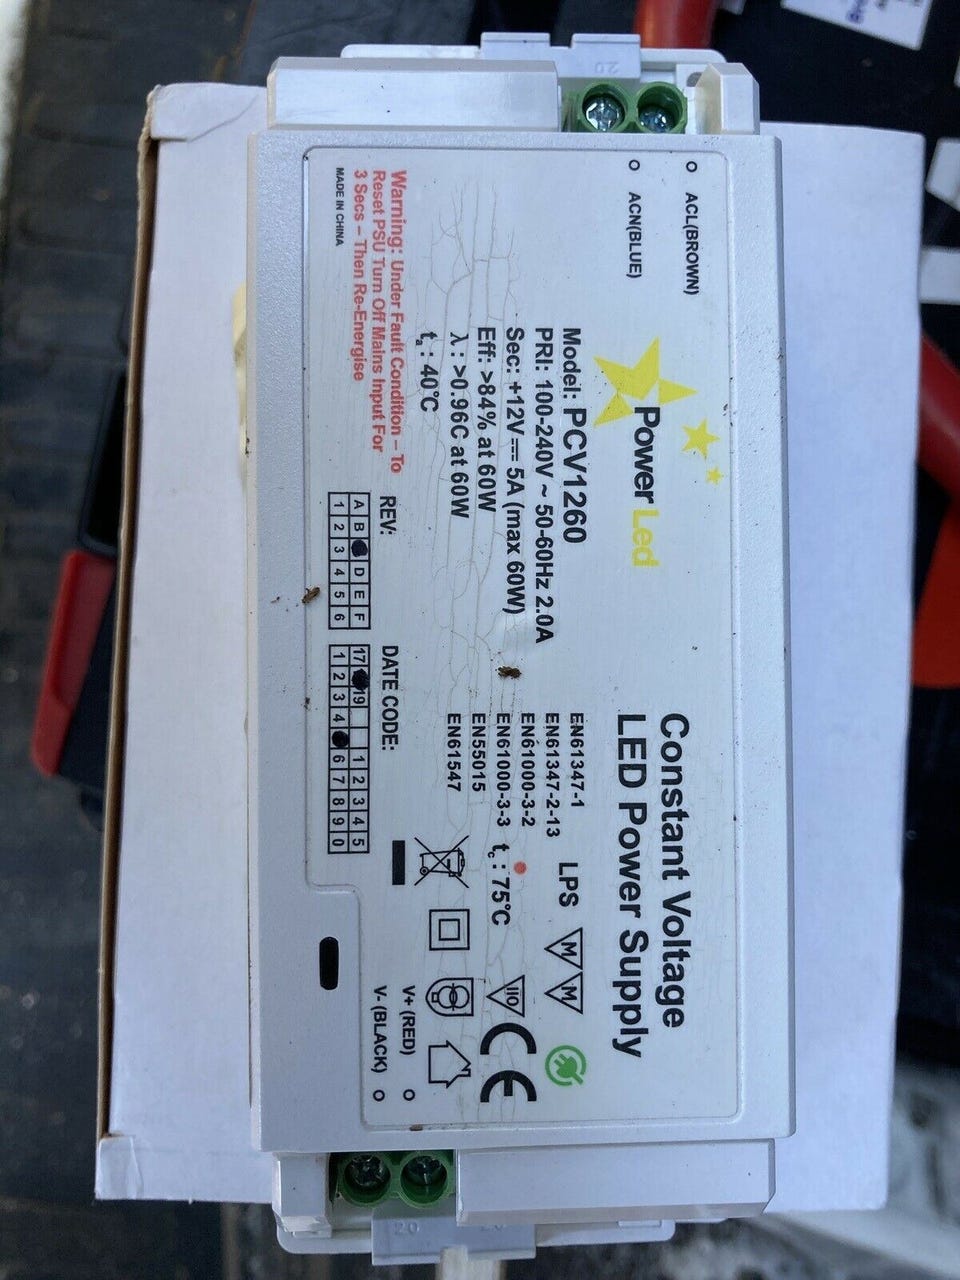 ACL(BROWN)
ACN(BLUE)
Power Led
Constant Voltage
LED Power Supply
Model: PCV1260
PRI: 100-240V ~ 50-60Hz 2.0A
Sec: +12V ⎓ 5A (max 60W)
Eff: >84% at 60W
λ : >0.96C at 60W
ta : 40°C
EN61347-1
EN61347-2-13
EN61000-3-2
EN61000-3-3
EN55015
EN61547
LPS
M M
tc : 75°C
110
CE
Warning: Under Fault Condition – To
Reset PSU Turn Off Mains Input For
3 Secs – Then Re-Energise
MADE IN CHINA
REV:
A B D E F
1 2 3 4 5 6
DATE CODE:
17 19 1 2 3 4 5
1 2 3 4 6 7 8 9 0
V+ (RED)
V- (BLACK)
20
20